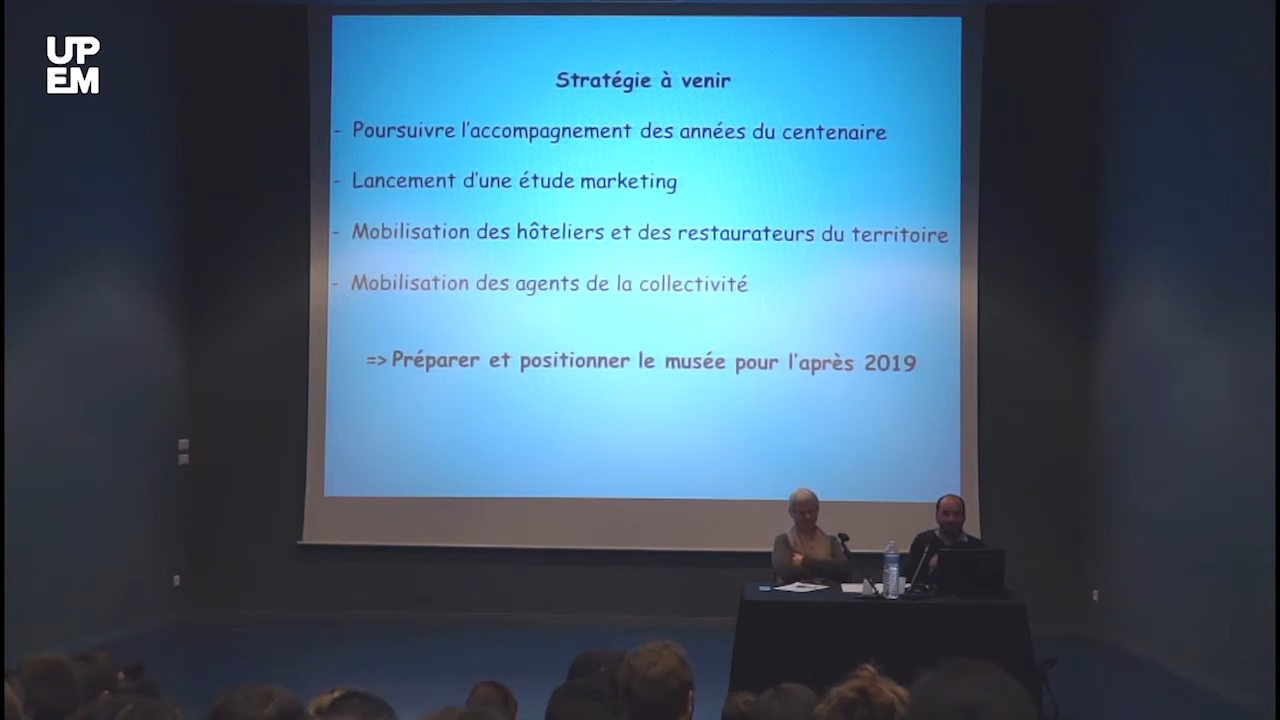 UP
EM
Stratégie à venir
- Poursuivre l'accompagnement des années du centenaire
- Lancement d'une étude marketing
- Mobilisation des hôteliers et des restaurateurs du territoire
- Mobilisation des agents de la collectivité
=> Préparer et positionner le musée pour l'après 2019